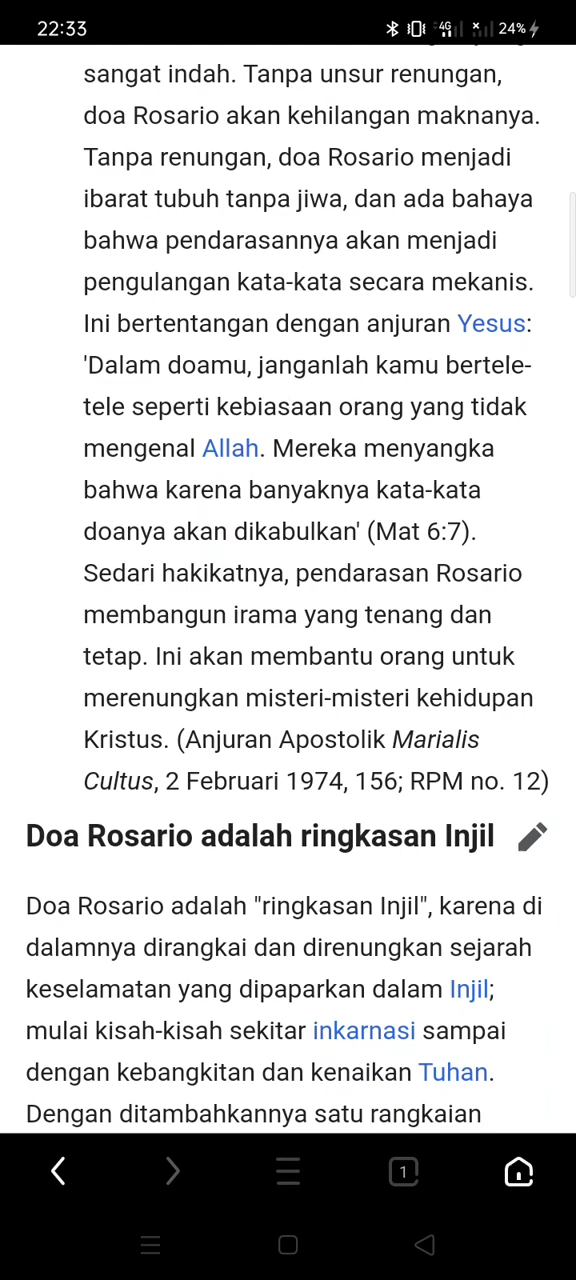 22:33
4G
24%
sangat indah. Tanpa unsur renungan,
doa Rosario akan kehilangan maknanya.
Tanpa renungan, doa Rosario menjadi
ibarat tubuh tanpa jiwa, dan ada bahaya
bahwa pendarasannya akan menjadi
pengulangan kata-kata secara mekanis.
Ini bertentangan dengan anjuran Yesus:
'Dalam doamu, janganlah kamu bertele-
tele seperti kebiasaan orang yang tidak
mengenal Allah. Mereka menyangka
bahwa karena banyaknya kata-kata
doanya akan dikabulkan' (Mat 6:7).
Sedari hakikatnya, pendarasan Rosario
membangun irama yang tenang dan
tetap. Ini akan membantu orang untuk
merenungkan misteri-misteri kehidupan
Kristus. (Anjuran Apostolik Marialis
Cultus, 2 Februari 1974, 156; RPM no. 12)
Doa Rosario adalah ringkasan Injil
Doa Rosario adalah "ringkasan Injil", karena di
dalamnya dirangkai dan direnungkan sejarah
keselamatan yang dipaparkan dalam Injil;
mulai kisah-kisah sekitar inkarnasi sampai
dengan kebangkitan dan kenaikan Tuhan.
Dengan ditambahkannya satu rangkaian
1